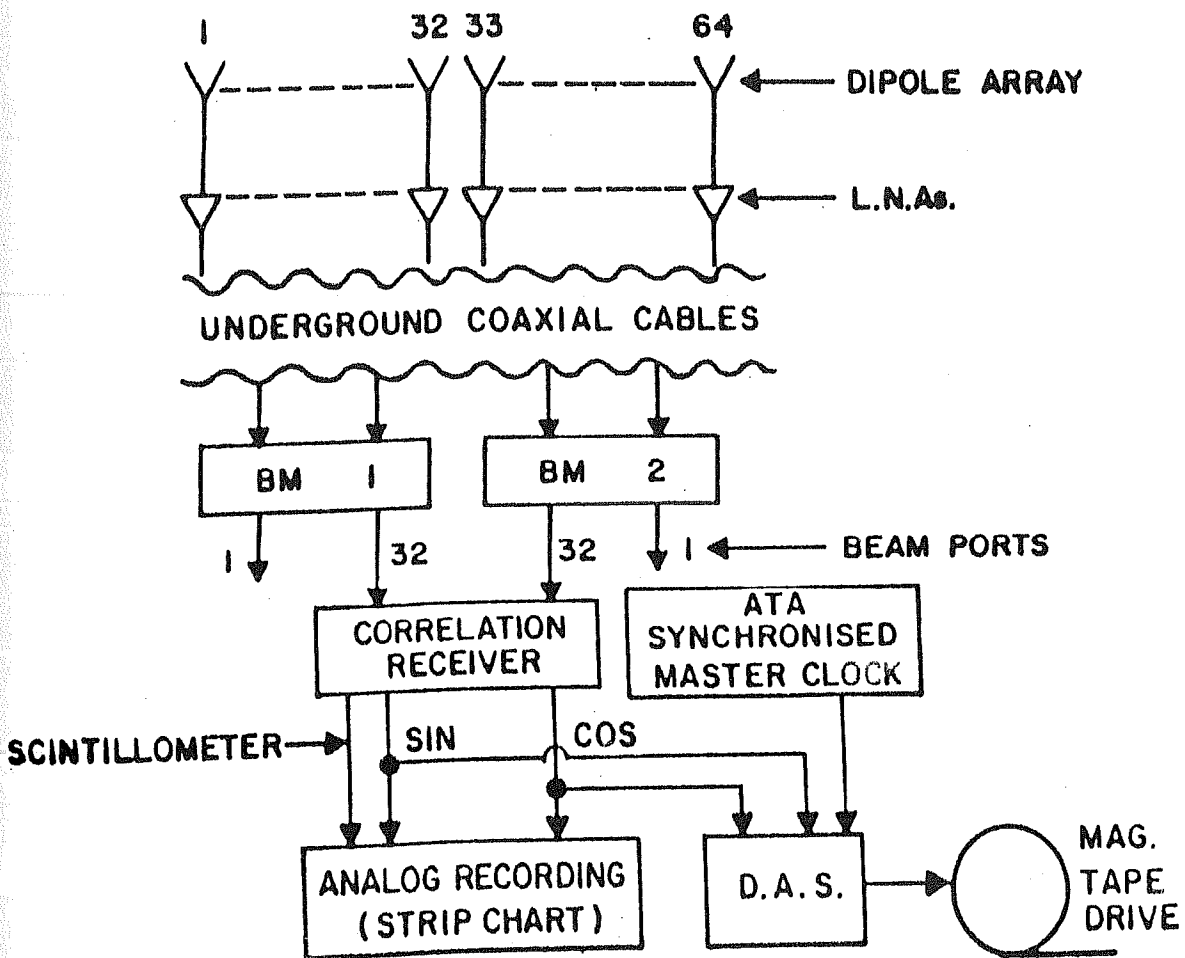 1 32 33 64
DIPOLE ARRAY
L.N.As.
UNDERGROUND COAXIAL CABLES
BM 1
BM 2
1
32
32
1
BEAM PORTS
CORRELATION
RECEIVER
ATA
SYNCHRONISED
MASTER CLOCK
SCINTILLOMETER
SIN
COS
ANALOG RECORDING
(STRIP CHART)
D.A.S.
MAG.
TAPE
DRIVE